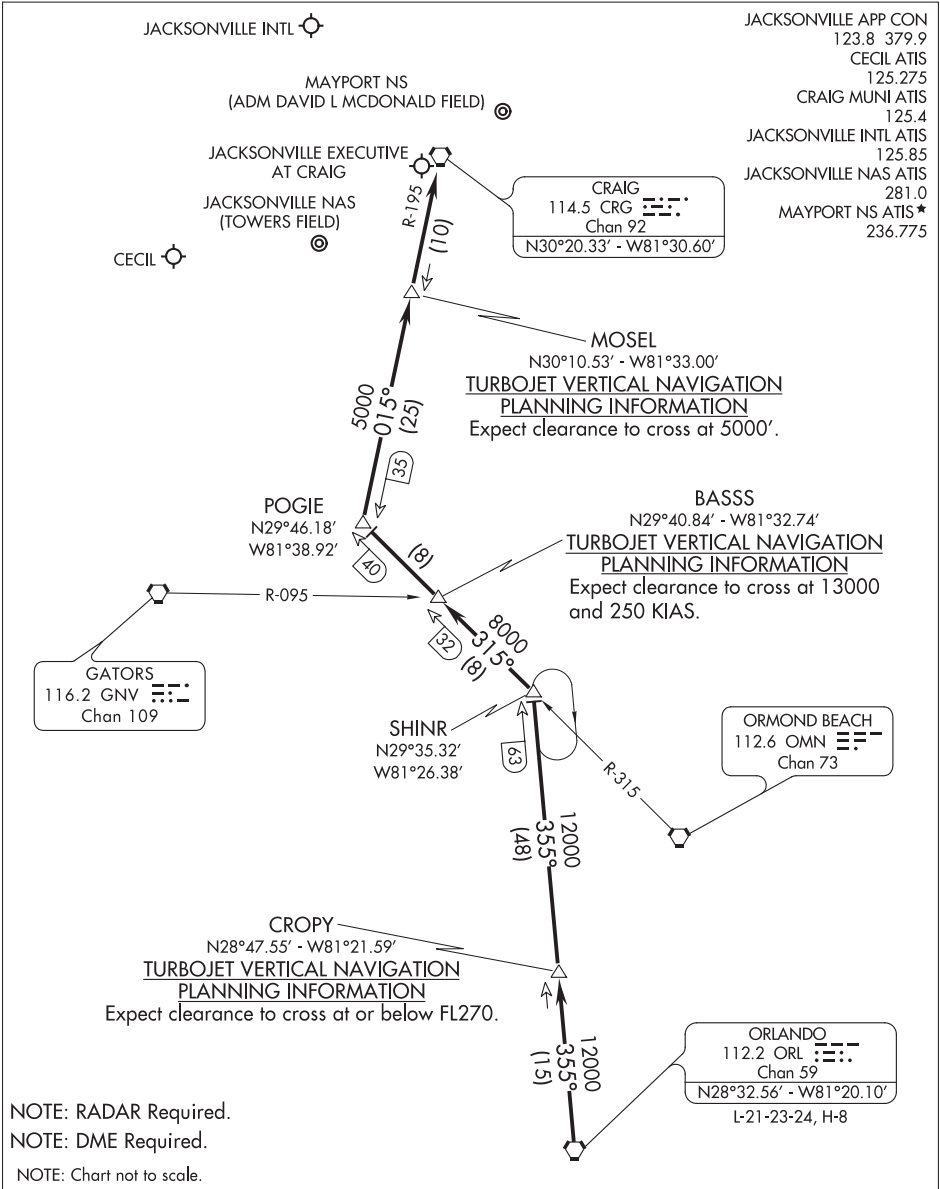 JACKSONVILLE INTL
JACKSONVILLE APP CON
123.8 379.9
CECIL ATIS
125.275
CRAIG MUNI ATIS
125.4
JACKSONVILLE INTL ATIS
125.85
JACKSONVILLE NAS ATIS
281.0
MAYPORT NS ATIS★
236.775
MAYPORT NS
(ADM DAVID L MCDONALD FIELD)
JACKSONVILLE EXECUTIVE
AT CRAIG
JACKSONVILLE NAS
(TOWERS FIELD)
CECIL
CRAIG
114.5 CRG
Chan 92
N30°20.33' - W81°30.60'
R-195
(10)
MOSEL
N30°10.53' - W81°33.00'
TURBOJET VERTICAL NAVIGATION
PLANNING INFORMATION
Expect clearance to cross at 5000'.
5000
015°
(25)
35
POGIE
N29°46.18'
W81°38.92'
40
(8)
BASSS
N29°40.84' - W81°32.74'
TURBOJET VERTICAL NAVIGATION
PLANNING INFORMATION
Expect clearance to cross at 13000
and 250 KIAS.
R-095
GATORS
116.2 GNV
Chan 109
32
8000
315°
(8)
SHINR
N29°35.32'
W81°26.38'
63
R-315
ORMOND BEACH
112.6 OMN
Chan 73
12000
355°
(48)
CROPY
N28°47.55' - W81°21.59'
TURBOJET VERTICAL NAVIGATION
PLANNING INFORMATION
Expect clearance to cross at or below FL270.
12000
355°
(15)
ORLANDO
112.2 ORL
Chan 59
N28°32.56' - W81°20.10'
L-21-23-24, H-8
NOTE: RADAR Required.
NOTE: DME Required.
NOTE: Chart not to scale.